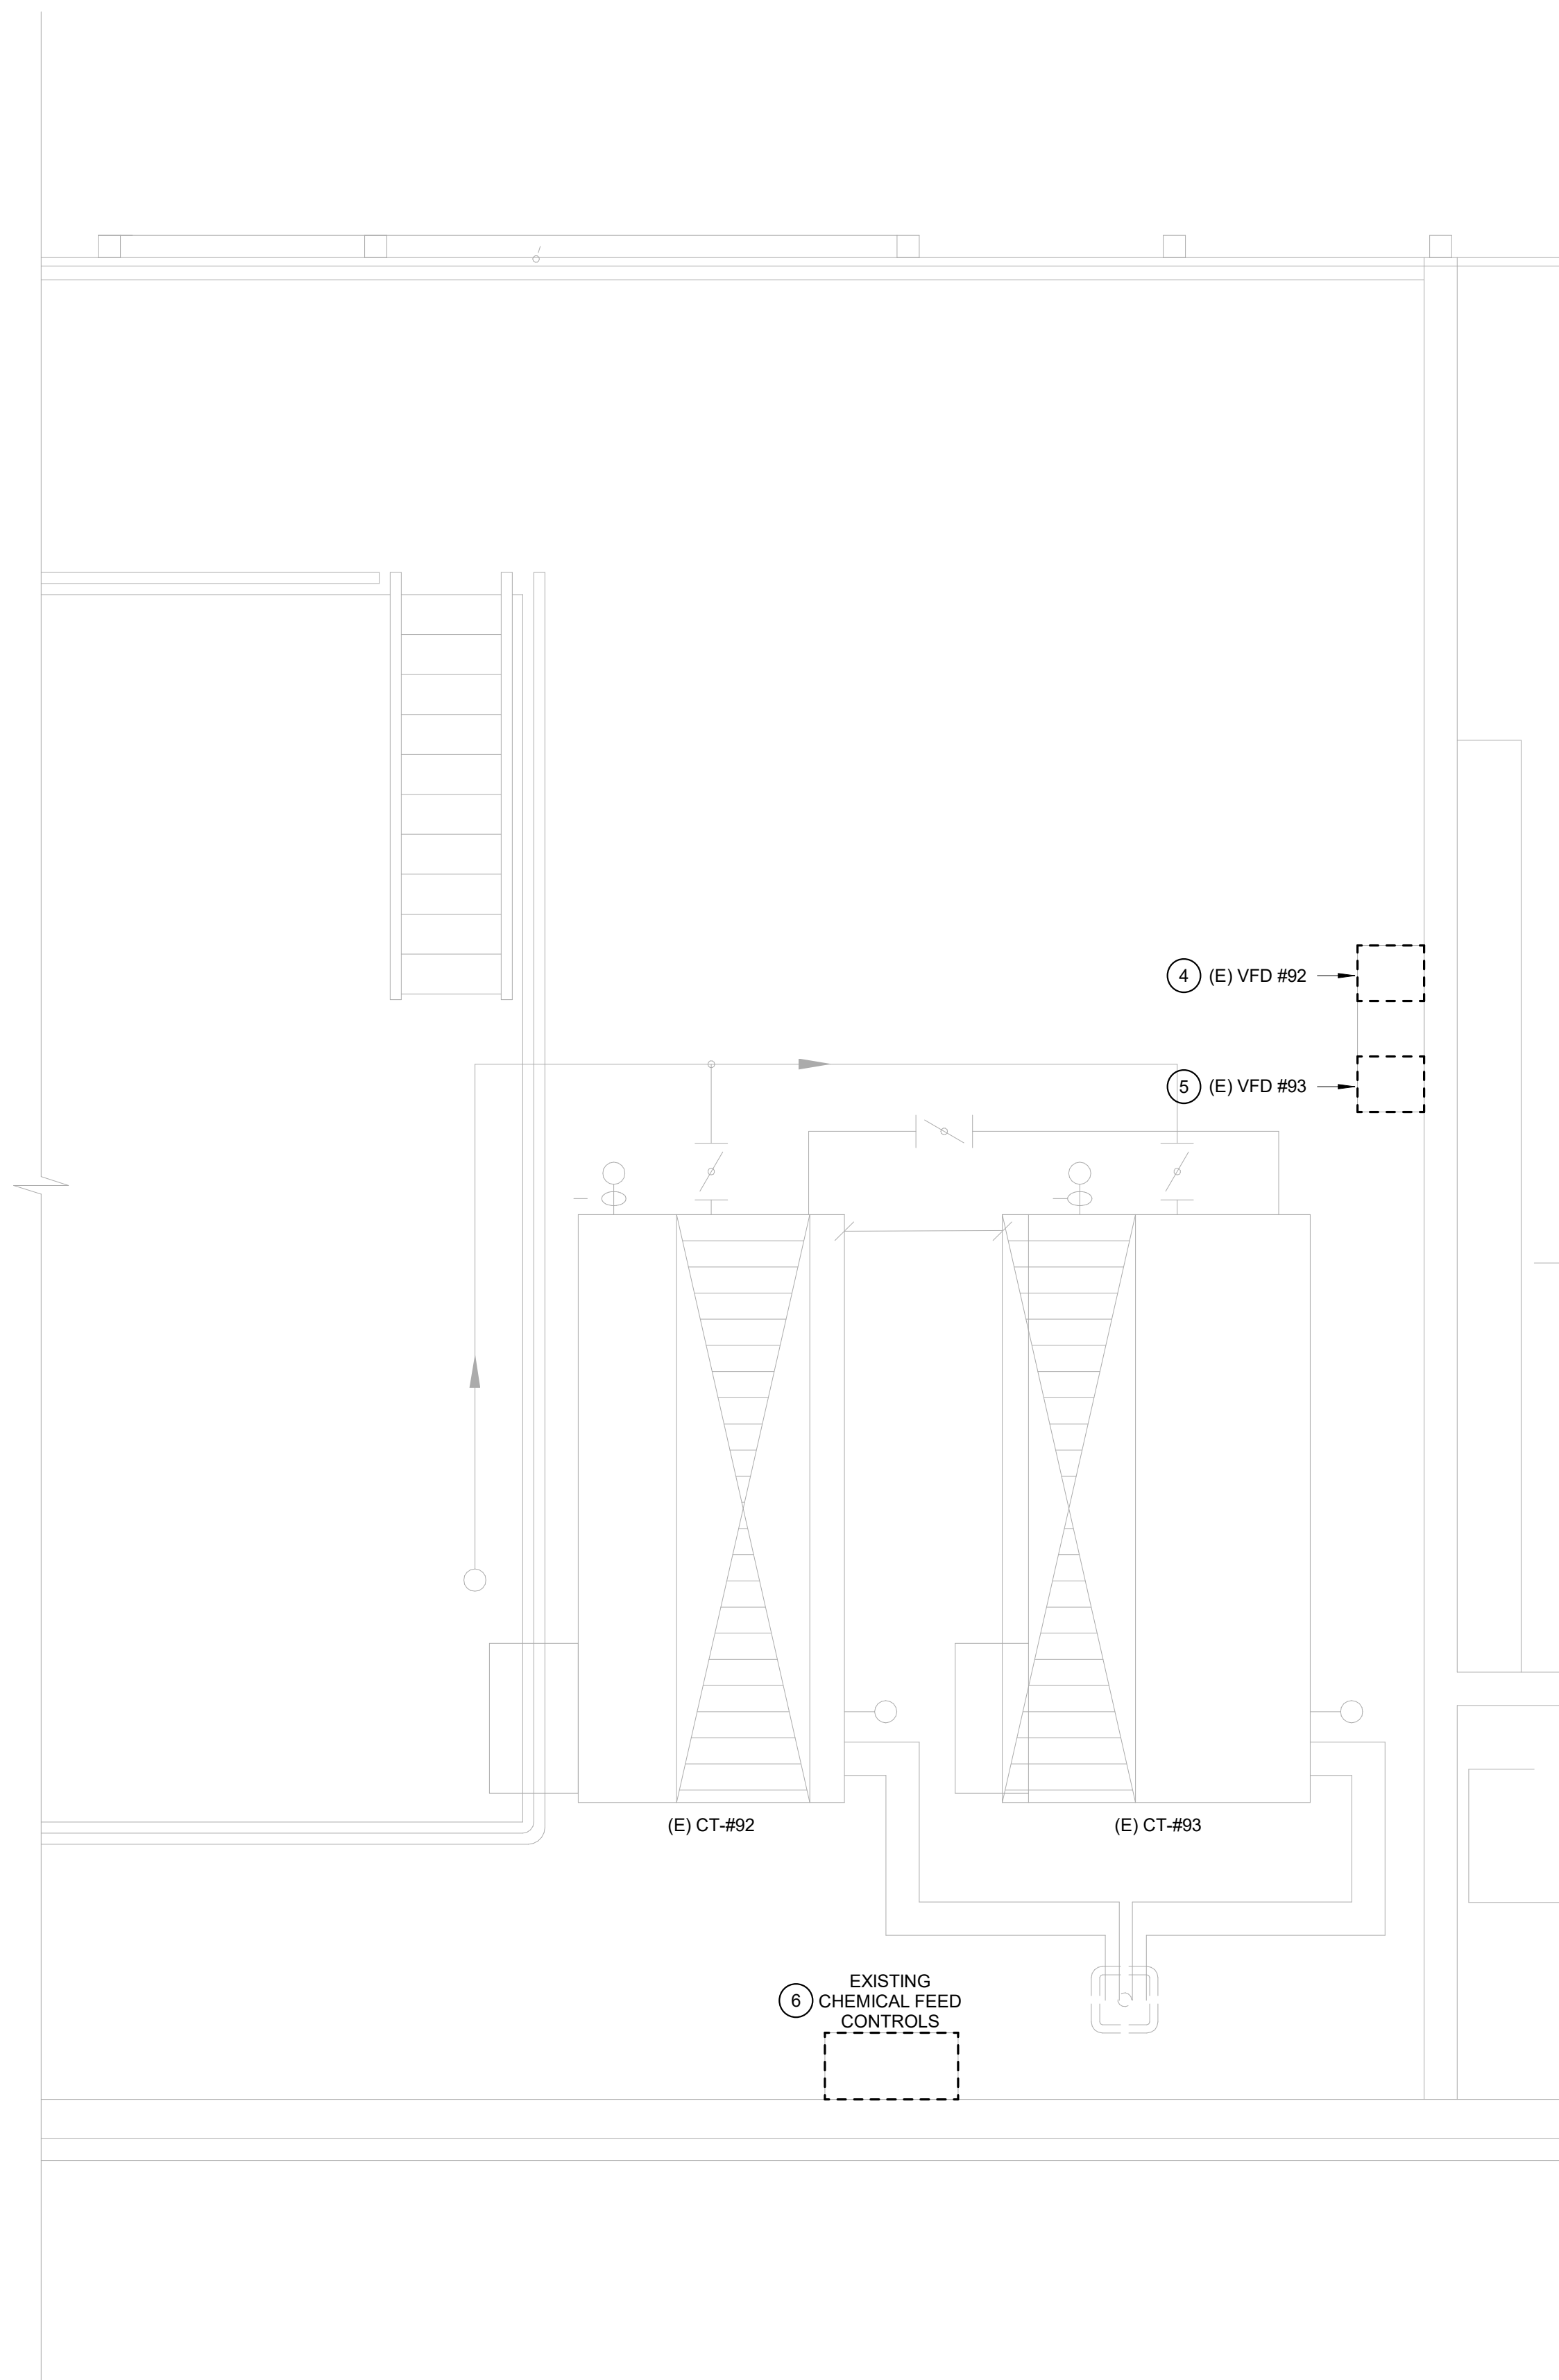 4 (E) VFD #92
5 (E) VFD #93
(E) CT-#92
(E) CT-#93
EXISTING
6 CHEMICAL FEED
CONTROLS